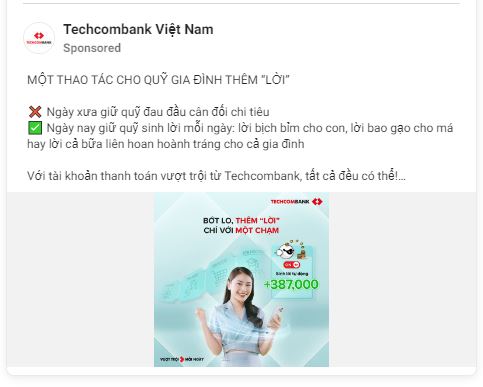 Techcombank Việt Nam
TECHCOMBANK
Sponsored
MỘT THAO TÁC CHO QUỸ GIA ĐÌNH THÊM “LỜI”
❌ Ngày xưa giữ quỹ đau đầu cân đối chi tiêu
✅ Ngày nay giữ quỹ sinh lời mỗi ngày: lời bịch bỉm cho con, lời bao gạo cho má
hay lời cả bữa liên hoan hoành tráng cho cả gia đình
Với tài khoản thanh toán vượt trội từ Techcombank, tất cả đều có thể!...
TECHCOMBANK
BỚT LO, THÊM “LỜI”
CHỈ VỚI MỘT CHẠM
ON
Sinh lời tự động
+387,000
VƯỢT TRỘI MỖI NGÀY